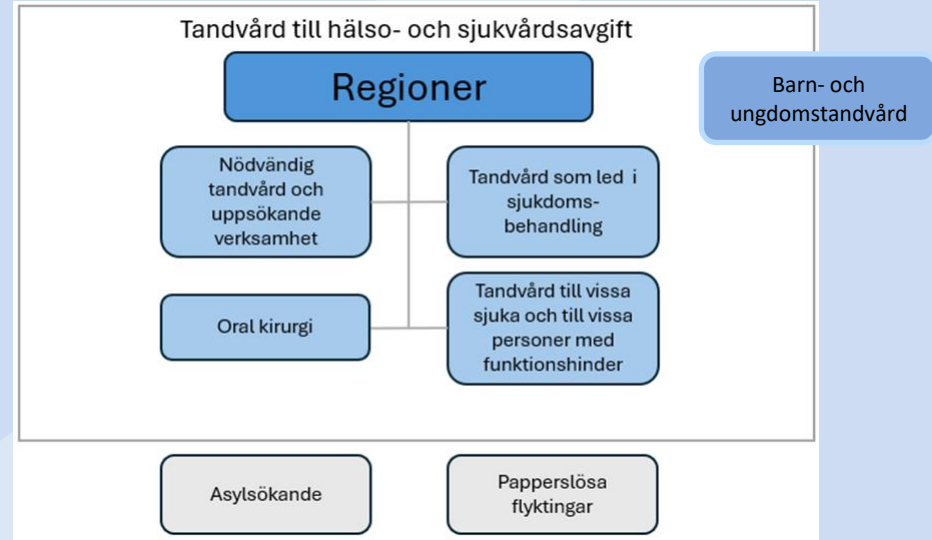 Tandvård till hälso- och sjukvårdsavgift
Regioner
Barn- och
ungdomstandvård
Nödvändig
tandvård och
uppsökande
verksamhet
Tandvård som led i
sjukdoms-
behandling
Oral kirurgi
Tandvård till vissa
sjuka och till vissa
personer med
funktionshinder
Asylsökande
Papperslösa
flyktingar